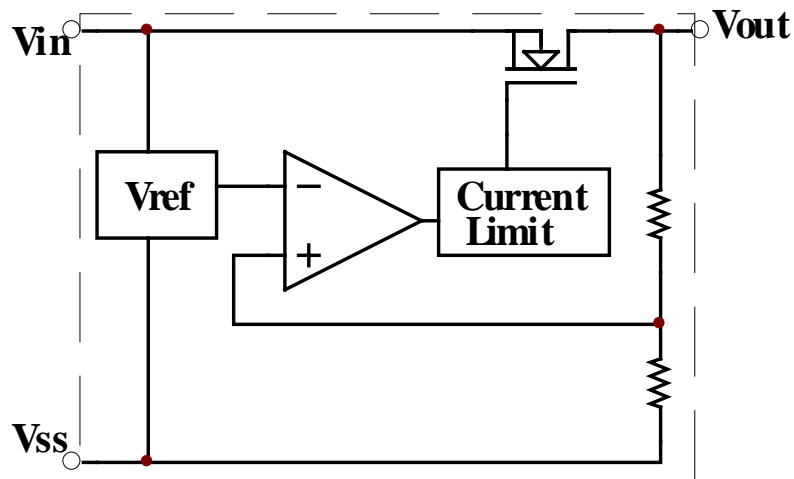 Vin
Vout
Vref
−
+
Current
Limit
Vss